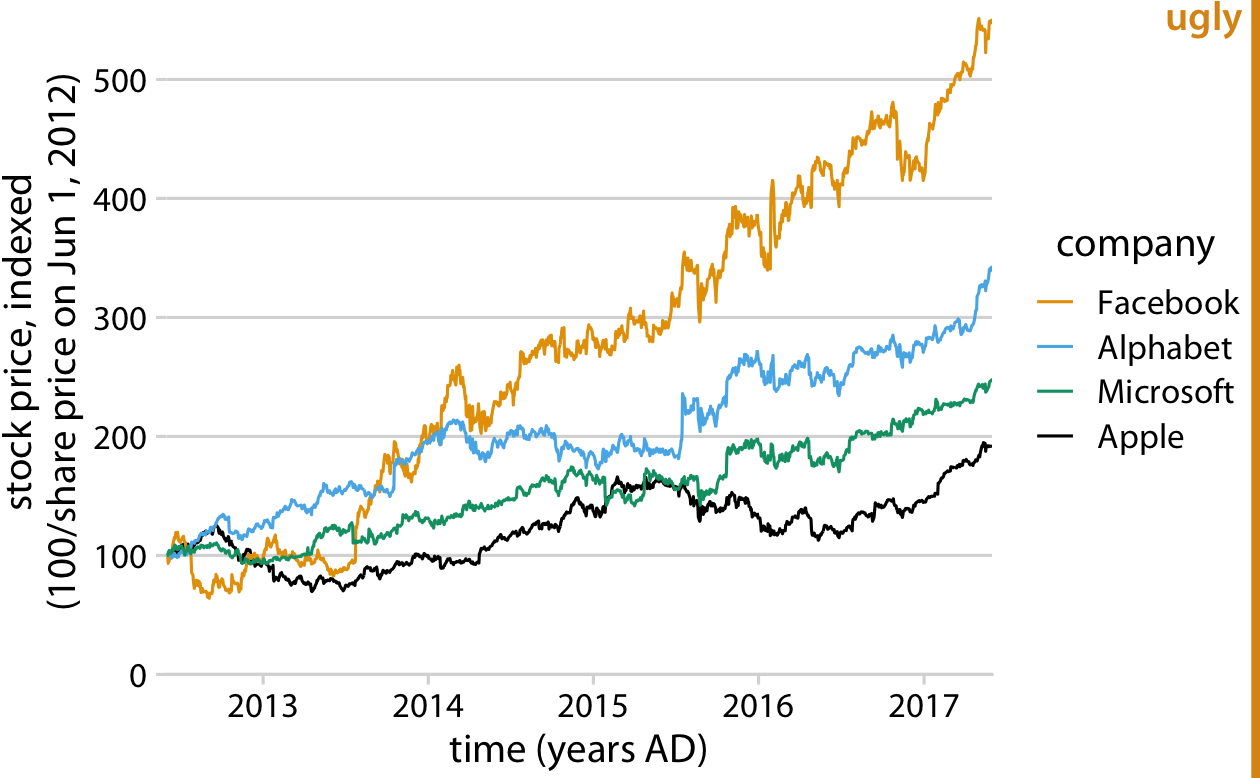 ugly
stock price, indexed
(100/share price on Jun 1, 2012)
500
400
300
200
100
0
2013 2014 2015 2016 2017
time (years AD)
company
Facebook
Alphabet
Microsoft
Apple